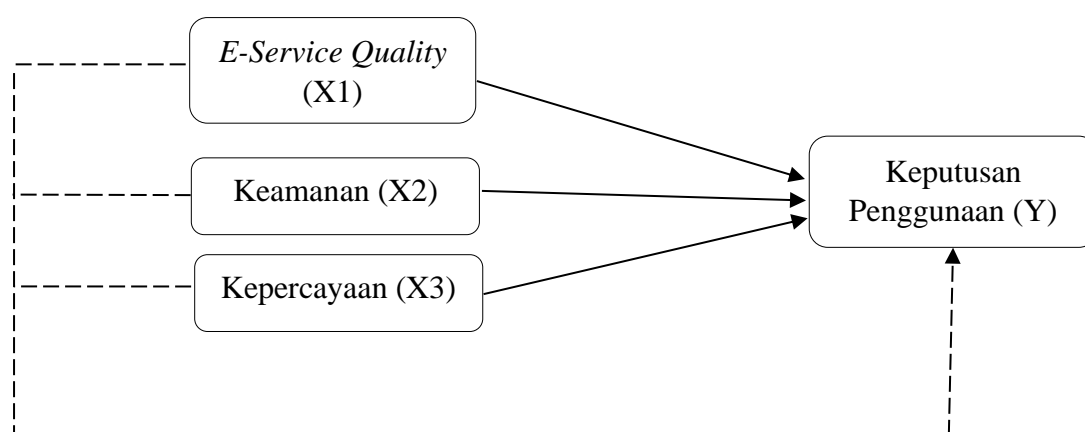 E-Service Quality
(X1)
Keamanan (X2)
Kepercayaan (X3)
Keputusan
Penggunaan (Y)